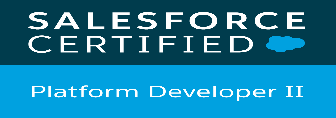 SALESFORCE
CERTIFIED
Platform Developer II